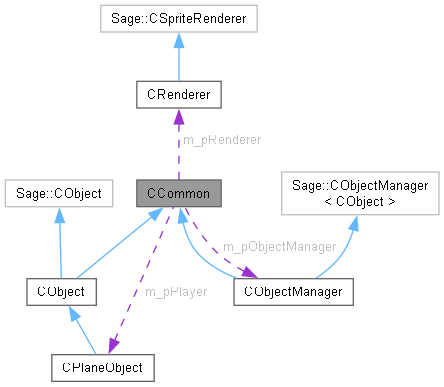 Sage::CSpriteRenderer
CRenderer
m_pRenderer
Sage::CObject
CCommon
Sage::CObjectManager
< CObject >
m_pObjectManager
CObject
m_pPlayer
CObjectManager
CPlaneObject